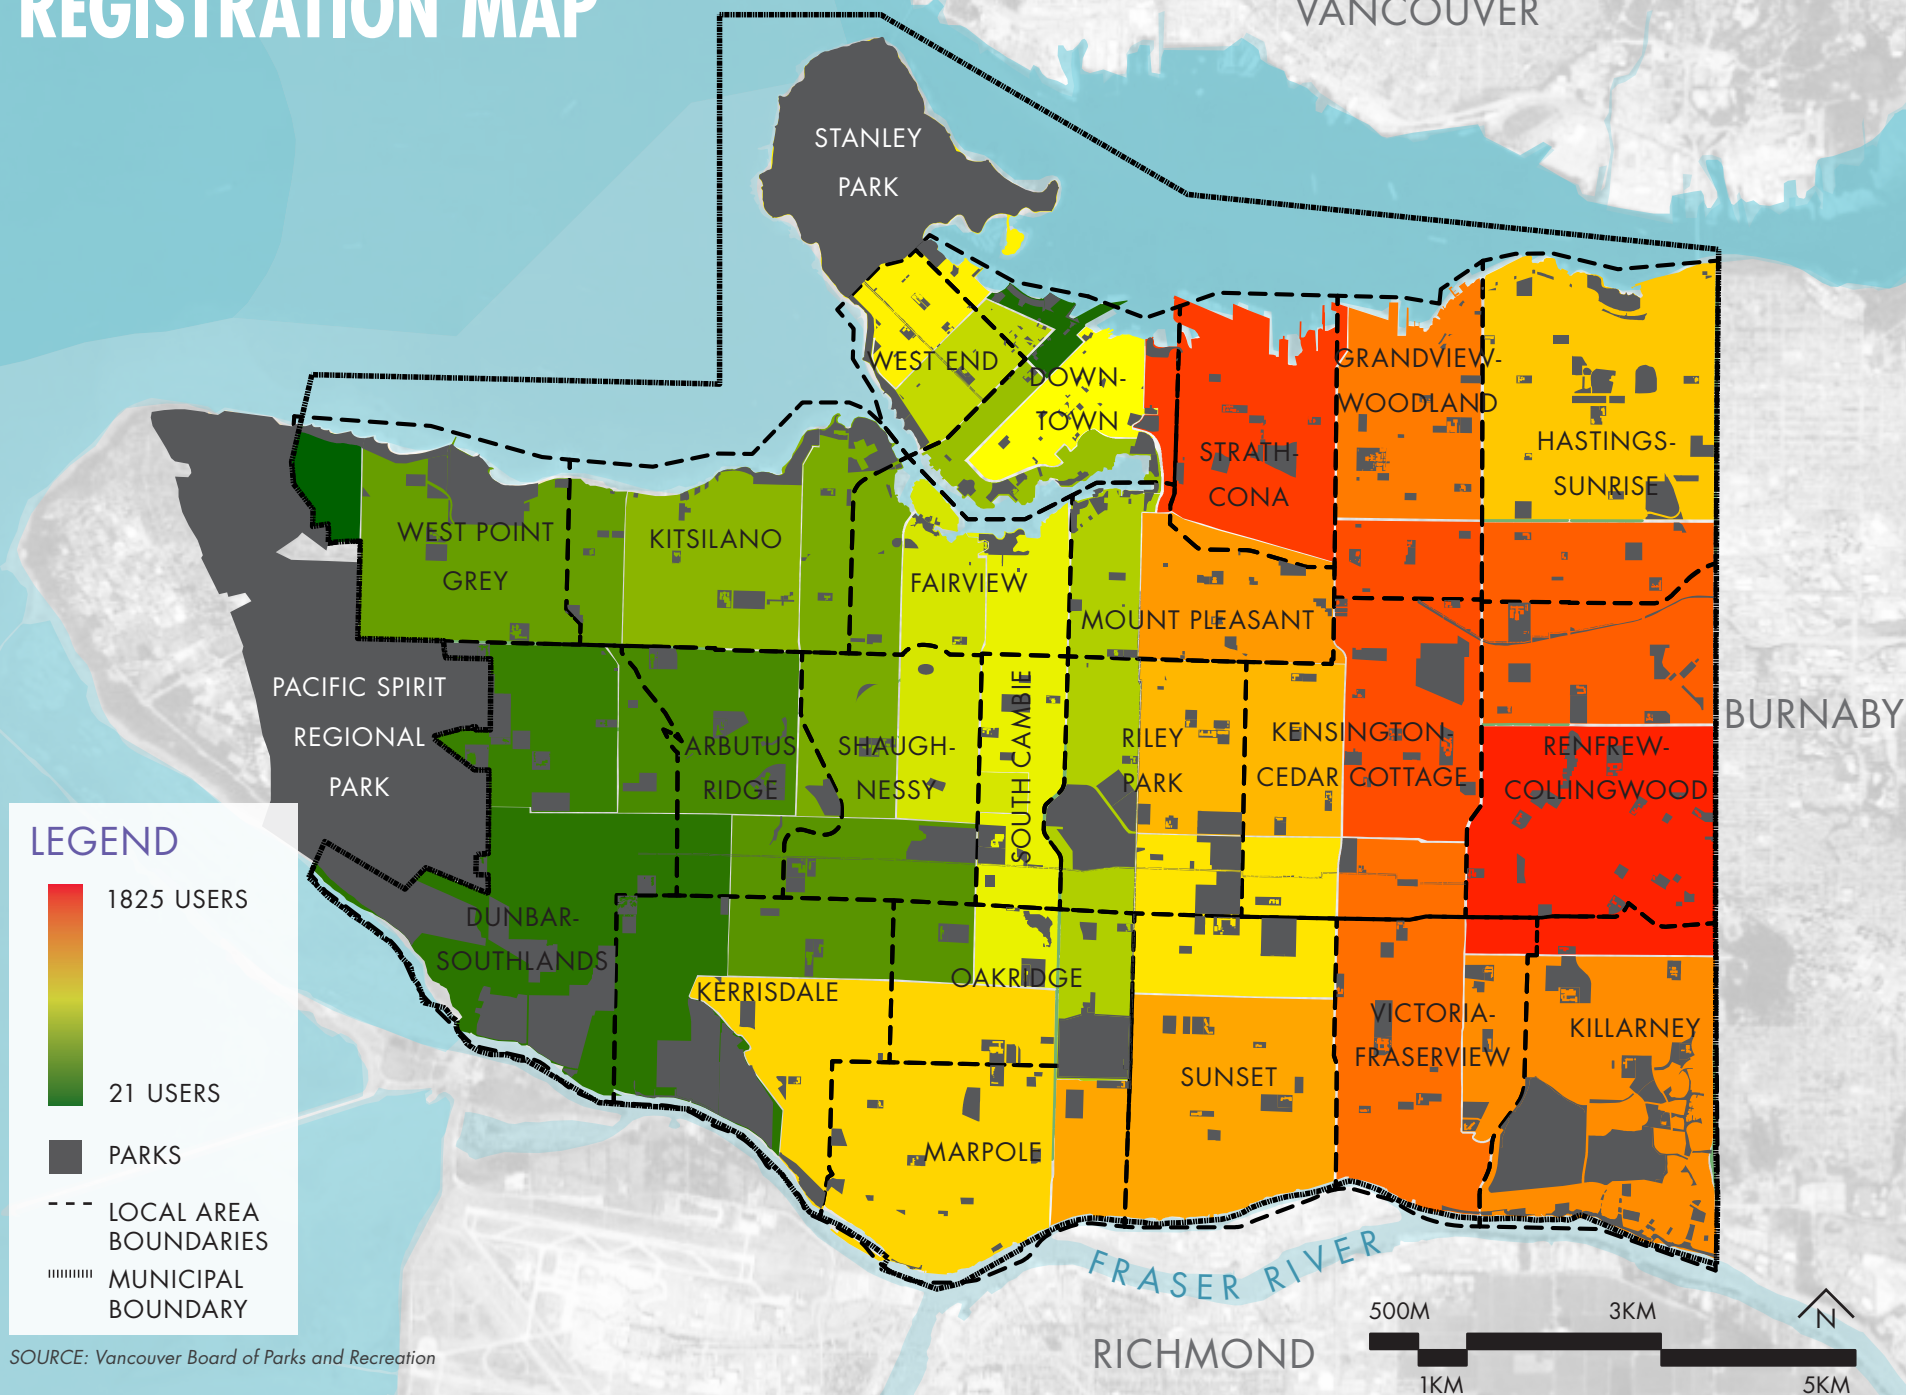 REGISTRATION MAP
VANCOUVER
STANLEY
PARK
WEST END
DOWN-
TOWN
STRATH-
CONA
GRANDVIEW-
WOODLAND
HASTINGS-
SUNRISE
WEST POINT
GREY
KITSILANO
FAIRVIEW
MOUNT PLEASANT
PACIFIC SPIRIT
REGIONAL
PARK
ARBUTUS
RIDGE
SHAUGH-
NESSY
SOUTH CAMBIE
RILEY
PARK
KENSINGTON
CEDAR COTTAGE
RENFREW-
COLLINGWOOD
BURNABY
DUNBAR-
SOUTHLANDS
KERRISDALE
OAKRIDGE
MARPOLE
SUNSET
VICTORIA-
FRASERVIEW
KILLARNEY
FRASER RIVER
RICHMOND
LEGEND
1825 USERS
21 USERS
PARKS
LOCAL AREA
BOUNDARIES
MUNICIPAL
BOUNDARY
SOURCE: Vancouver Board of Parks and Recreation
500M
3KM
1KM
5KM
N